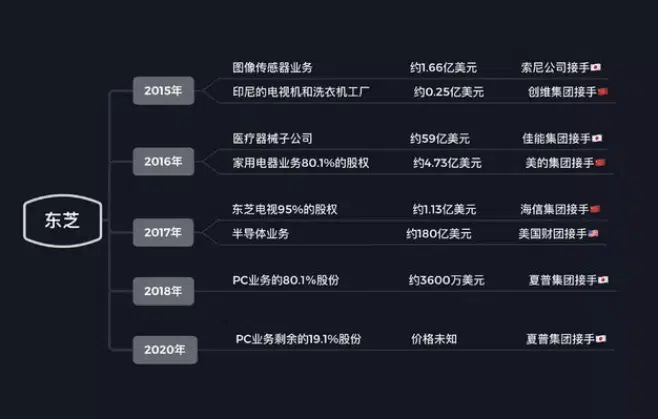 东芝
2015年
图像传感器业务 约1.66亿美元 索尼公司接手🇯🇵
印尼的电视机和洗衣机工厂 约0.25亿美元 创维集团接手🇨🇳
2016年
医疗器械子公司 约59亿美元 佳能集团接手🇯🇵
家用电器业务80.1%的股权 约4.73亿美元 美的集团接手🇨🇳
2017年
东芝电视95%的股权 约1.13亿美元 海信集团接手🇨🇳
半导体业务 约180亿美元 美国财团接手🇺🇸
2018年
PC业务的80.1%股份 约3600万美元 夏普集团接手🇯🇵
2020年
PC业务剩余的19.1%股份 价格未知 夏普集团接手🇯🇵